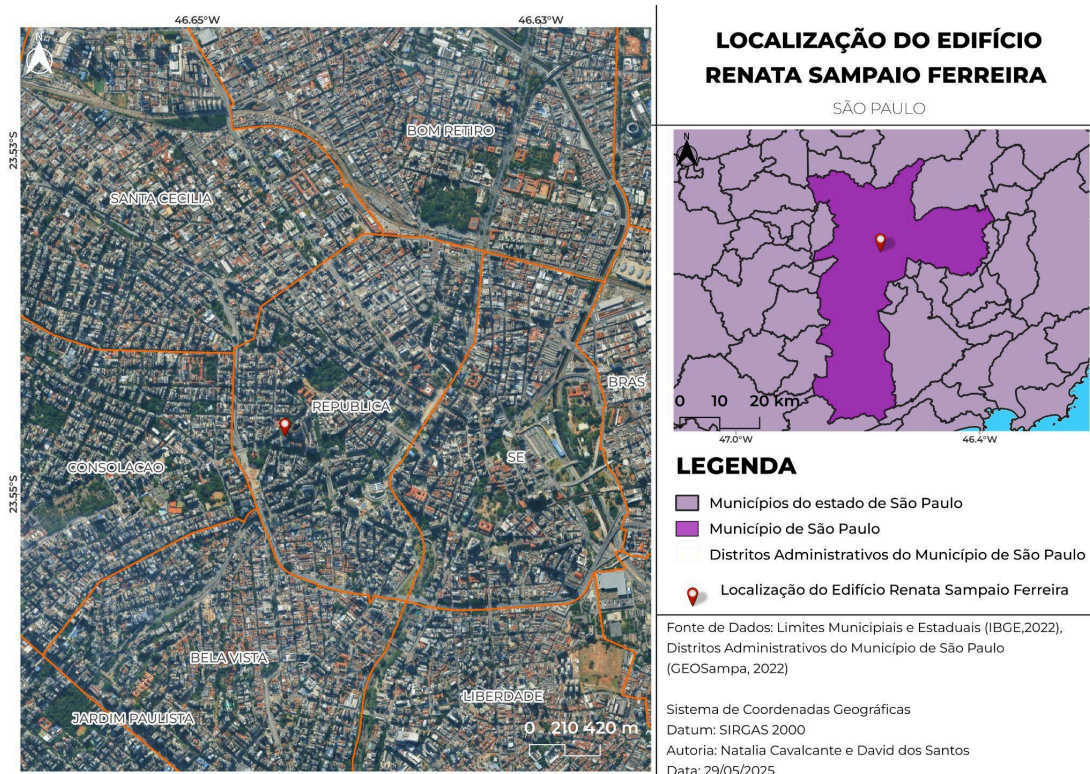 46.65°W
46.63°W
N
23.53°S
23.55°S
BOM RETIRO
SANTA CECILIA
REPUBLICA
BRAS
SE
CONSOLACAO
BELA VISTA
LIBERDADE
JARDIM PAULISTA
0 210 420 m
LOCALIZAÇÃO DO EDIFÍCIO
RENATA SAMPAIO FERREIRA
SÃO PAULO
N
0 10 20 km
47.0°W
46.4°W
LEGENDA
Municípios do estado de São Paulo
Município de São Paulo
Distritos Administrativos do Município de São Paulo
Localização do Edifício Renata Sampaio Ferreira
Fonte de Dados: Limites Municipiais e Estaduais (IBGE,2022),
Distritos Administrativos do Município de São Paulo
(GEOSampa, 2022)
Sistema de Coordenadas Geográficas
Datum: SIRGAS 2000
Autoria: Natalia Cavalcante e David dos Santos
Data: 29/05/2025